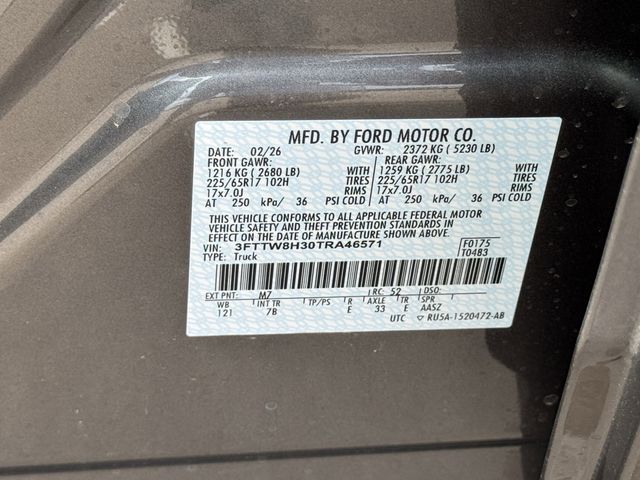 MFD. BY FORD MOTOR CO.
DATE: 02/26 GVWR: 2372 KG ( 5230 LB)
FRONT GAWR: REAR GAWR:
1216 KG ( 2680 LB) WITH 1259 KG ( 2775 LB) WITH
225/65R17 102H TIRES 225/65R17 102H TIRES
17x7.0J RIMS 17x7.0J RIMS
AT 250 kPa/ 36 PSI COLD AT 250 kPa/ 36 PSI COLD
THIS VEHICLE CONFORMS TO ALL APPLICABLE FEDERAL MOTOR
VEHICLE SAFETY AND THEFT PREVENTION STANDARDS IN
EFFECT ON THE DATE OF MANUFACTURE SHOWN ABOVE.
VIN: 3FTTW8H30TRA46571 F0175
TYPE: Truck T0483
EXT PNT: M7 RC: 52 DSO:
WB INT TR TP/PS R AXLE TR SPR
121 7B E 33 E AASZ
UTC ▽ RU5A-1520472-AB